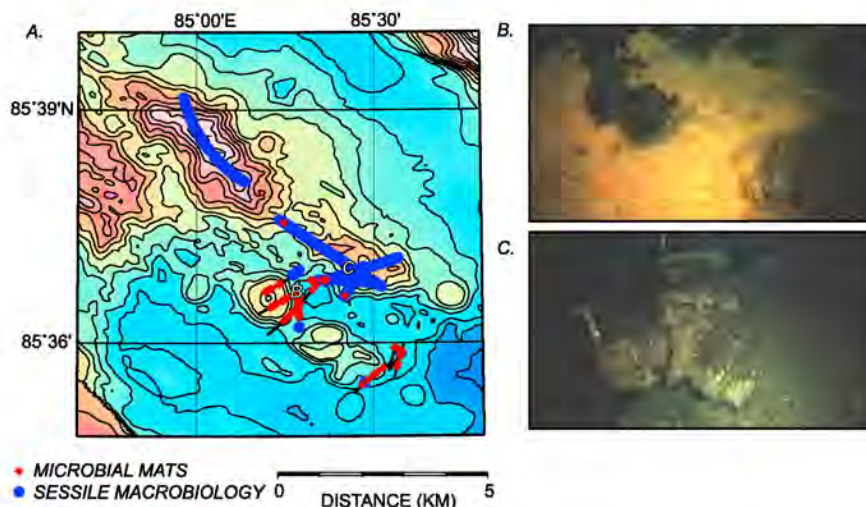 A.
85°00'E
85°30'
85°39'N
85°36'
B
C
MICROBIAL MATS
SESSILE MACROBIOLOGY
0
5
DISTANCE (KM)
B.
C.